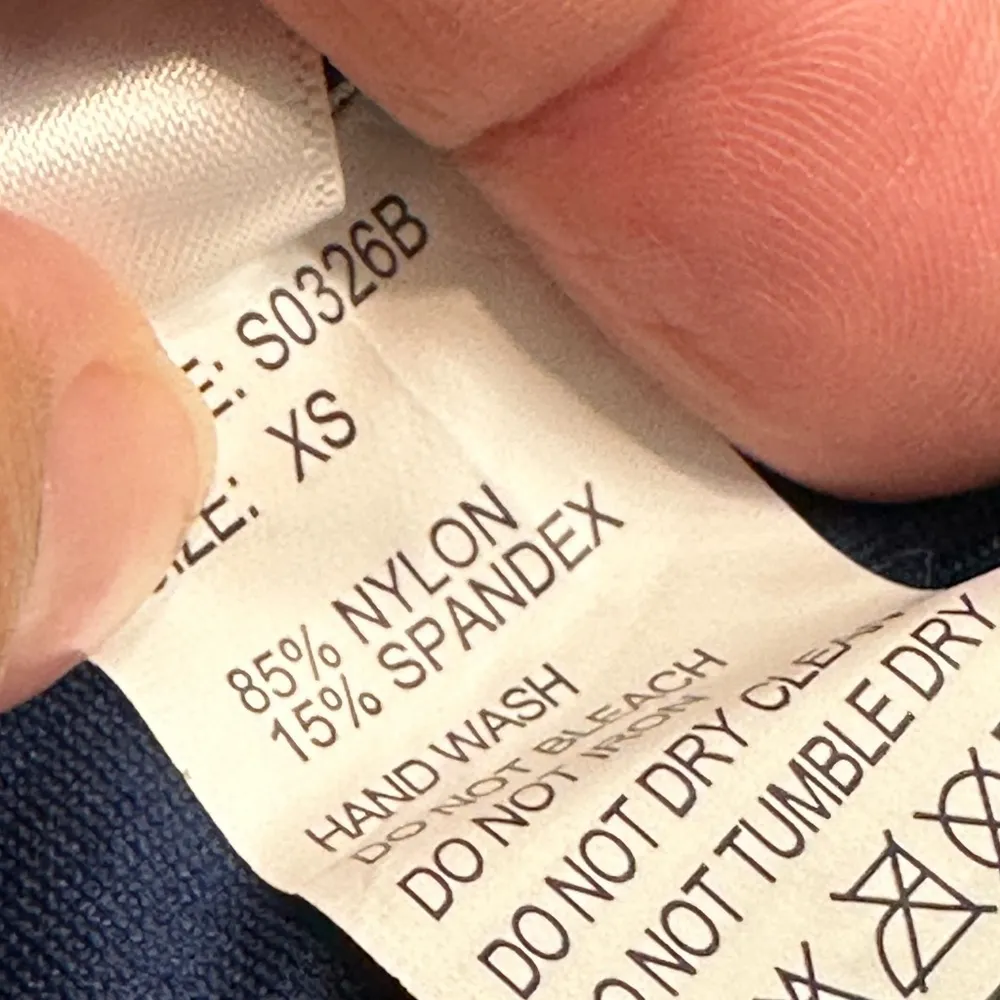 E: S0326B
IZE: XS
85% NYLON
15% SPANDEX
HAND WASH
DO NOT BLEACH
DO NOT IRON
DO NOT DRY CLEAN
O NOT TUMBLE DRY